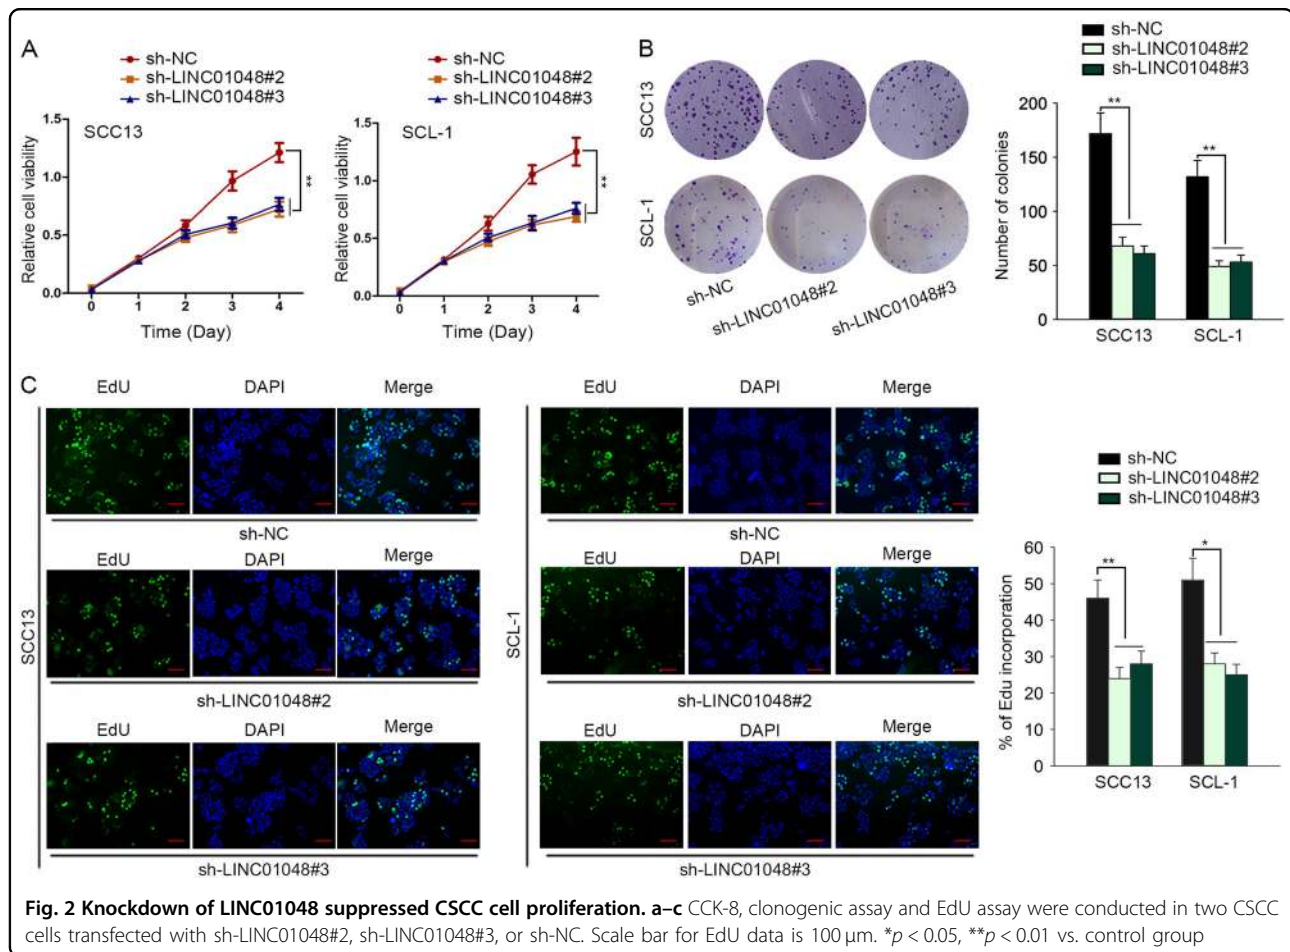 A
sh-NC
sh-LINC01048#2
sh-LINC01048#3
SCC13
Relative cell viability
1.5
1.0
0.5
0.0
0 1 2 3 4
Time (Day)
**
sh-NC
sh-LINC01048#2
sh-LINC01048#3
SCL-1
Relative cell viability
1.5
1.0
0.5
0.0
0 1 2 3 4
Time (Day)
**
B
SCC13
SCL-1
sh-NC
sh-LINC01048#2
sh-LINC01048#3
sh-NC
sh-LINC01048#2
sh-LINC01048#3
Number of colonies
200
150
100
50
0
** **
SCC13 SCL-1
C
EdU DAPI Merge
sh-NC
EdU DAPI Merge
SCC13
sh-LINC01048#2
EdU DAPI Merge
sh-LINC01048#3
EdU DAPI Merge
sh-NC
EdU DAPI Merge
SCL-1
sh-LINC01048#2
EdU DAPI Merge
sh-LINC01048#3
sh-NC
sh-LINC01048#2
sh-LINC01048#3
% of Edu incorporation
60
50
40
30
20
10
0
** *
SCC13 SCL-1
Fig. 2 Knockdown of LINC01048 suppressed CSCC cell proliferation. a–c CCK-8, clonogenic assay and EdU assay were conducted in two CSCC
cells transfected with sh-LINC01048#2, sh-LINC01048#3, or sh-NC. Scale bar for EdU data is 100 μm. *p < 0.05, **p < 0.01 vs. control group